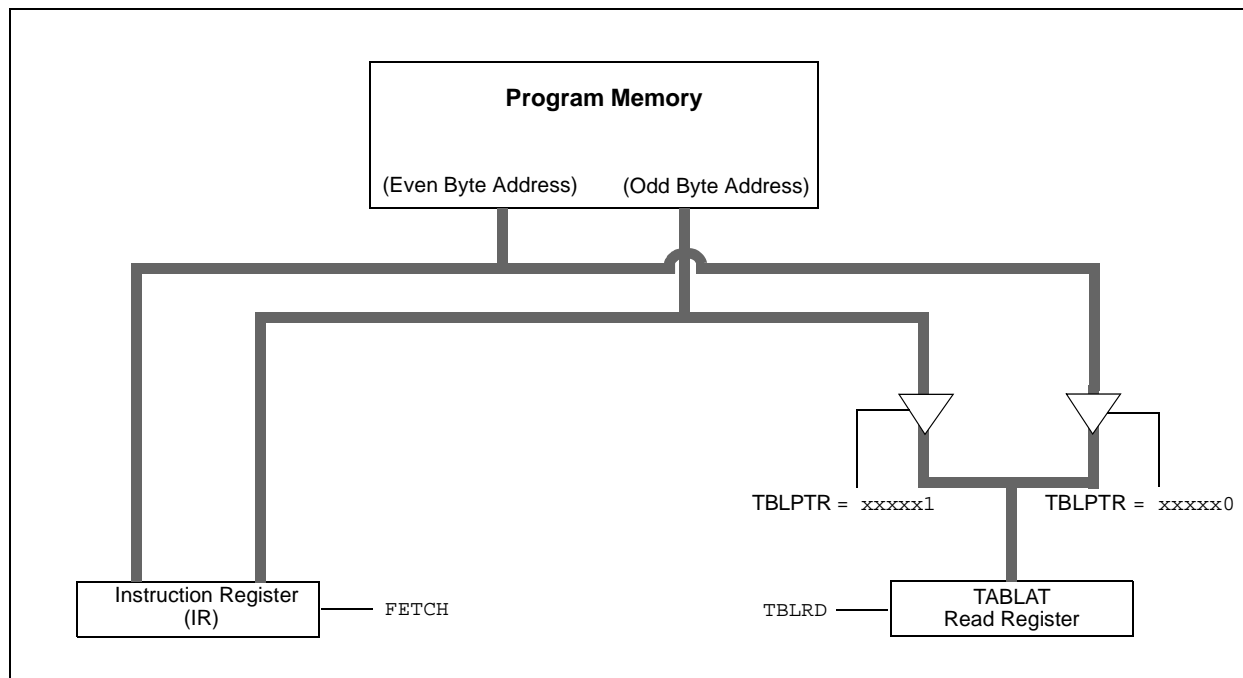 Program Memory
(Even Byte Address) (Odd Byte Address)
TBLPTR = xxxxx1
TBLPTR = xxxxx0
Instruction Register
(IR)
FETCH
TBLRD
TABLAT
Read Register